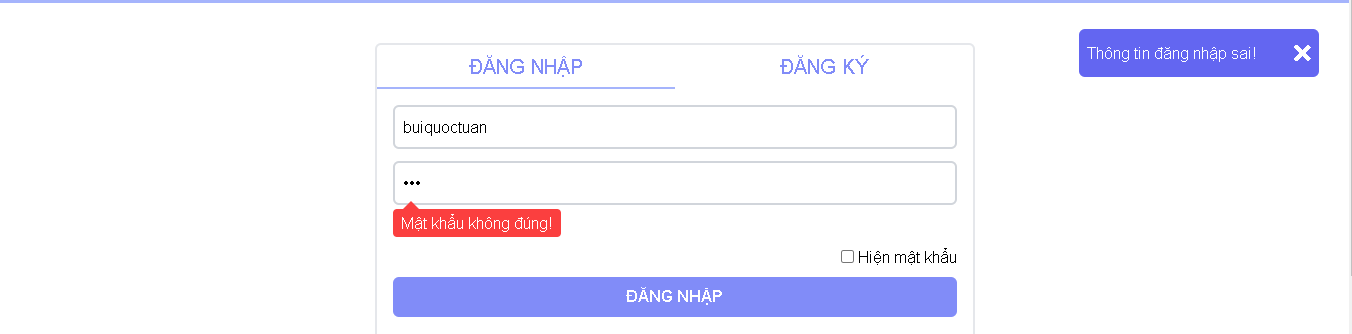 ĐĂNG NHẬP
ĐĂNG KÝ
Thông tin đăng nhập sai!
buiquoctuan
•••
Mật khẩu không đúng!
Hiện mật khẩu
ĐĂNG NHẬP